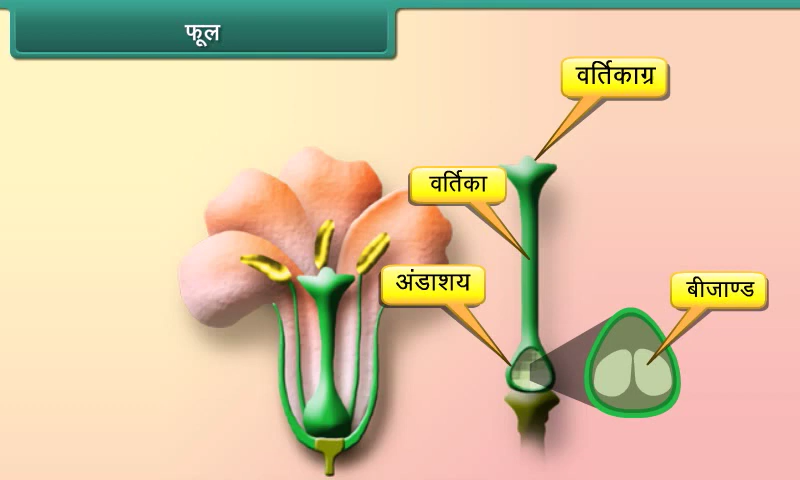 फूल
वर्तिकाग्र
वर्तिका
अंडाशय
बीजाण्ड